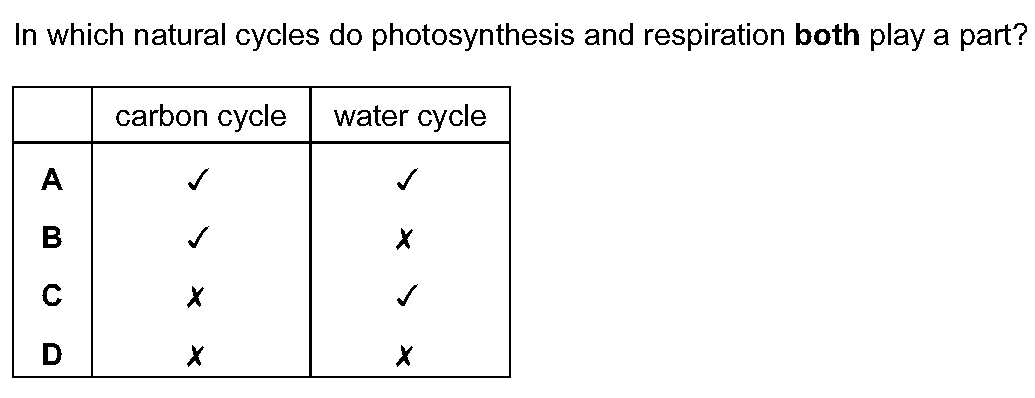 In which natural cycles do photosynthesis and respiration both play a part?
carbon cycle water cycle
A ✓ ✓
B ✓ ✗
C ✗ ✓
D ✗ ✗